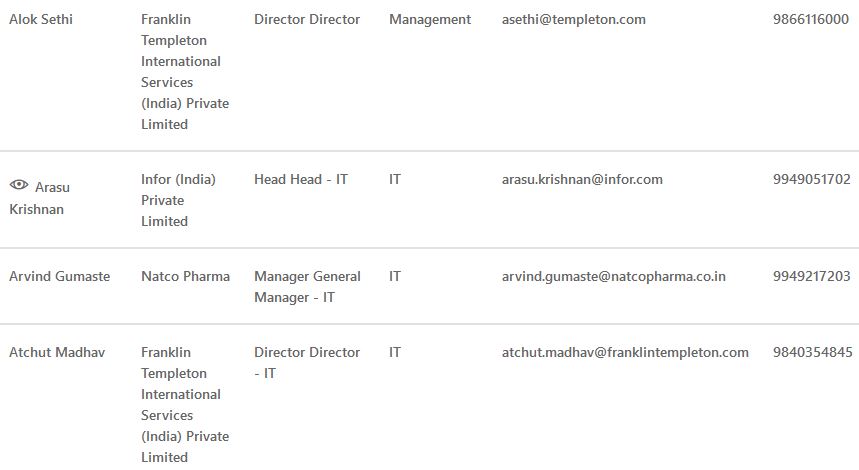 Alok Sethi Franklin Director Director Management asethi@templeton.com 9866116000
Templeton
International
Services
(India) Private
Limited
Arasu Infor (India) Head Head - IT IT arasu.krishnan@infor.com 9949051702
Krishnan Private
Limited
Arvind Gumaste Natco Pharma Manager General IT arvind.gumaste@natcopharma.co.in 9949217203
Manager - IT
Atchut Madhav Franklin Director Director IT atchut.madhav@franklintempleton.com 9840354845
Templeton - IT
International
Services
(India) Private
Limited